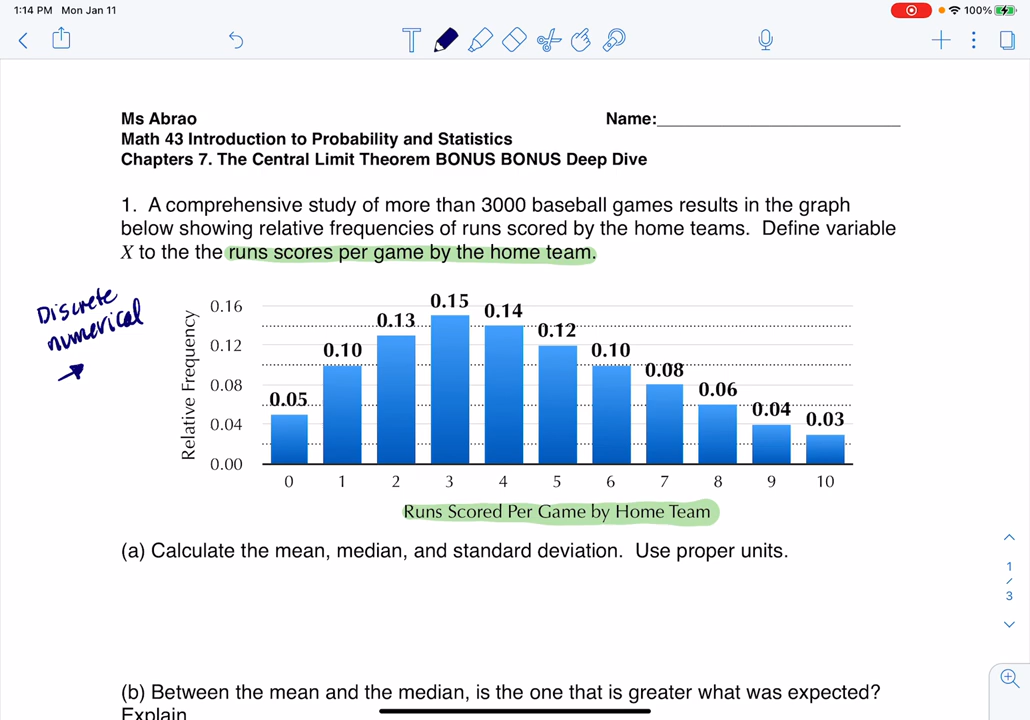 1:14 PM Mon Jan 11
100%
Ms Abrao
Name:
Math 43 Introduction to Probability and Statistics
Chapters 7. The Central Limit Theorem BONUS BONUS Deep Dive
1. A comprehensive study of more than 3000 baseball games results in the graph
below showing relative frequencies of runs scored by the home teams. Define variable
X to the the runs scores per game by the home team.
Discrete
numerical
Relative Frequency
0.16
0.12
0.08
0.04
0.00
0.05
0.10
0.13
0.15
0.14
0.12
0.10
0.08
0.06
0.04
0.03
0 1 2 3 4 5 6 7 8 9 10
Runs Scored Per Game by Home Team
(a) Calculate the mean, median, and standard deviation. Use proper units.
1
/
3
(b) Between the mean and the median, is the one that is greater what was expected?
Explain